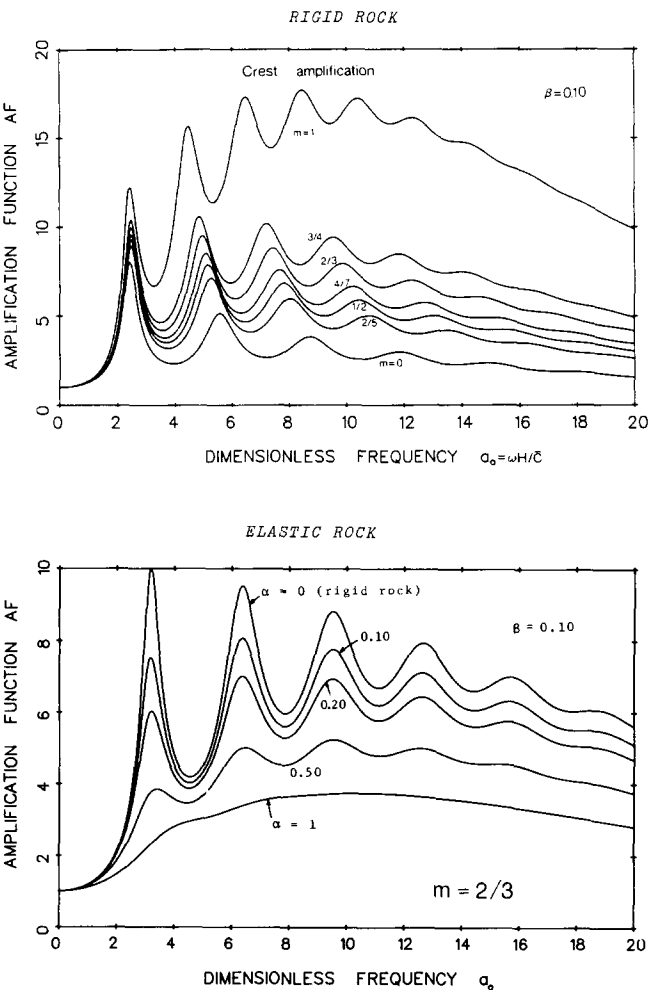 RIGID ROCK
AMPLIFICATION FUNCTION AF
20
15
10
5
0
Crest amplification
β=0.10
m=1
3/4
2/3
4/7
1/2
2/5
m=0
0 2 4 6 8 10 12 14 16 18 20
DIMENSIONLESS FREQUENCY a₀=ωH/C̄
ELASTIC ROCK
AMPLIFICATION FUNCTION AF
10
8
6
4
2
0
α = 0 (rigid rock)
β = 0.10
0.10
0.20
0.50
α = 1
m = 2/3
0 2 4 6 8 10 12 14 16 18 20
DIMENSIONLESS FREQUENCY a₀